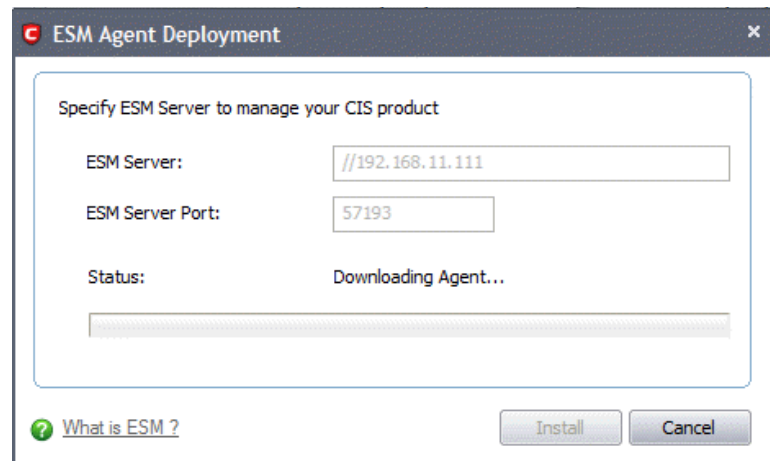 ESM Agent Deployment
Specify ESM Server to manage your CIS product
ESM Server: //192.168.11.111
ESM Server Port: 57193
Status: Downloading Agent...
What is ESM ? Install Cancel